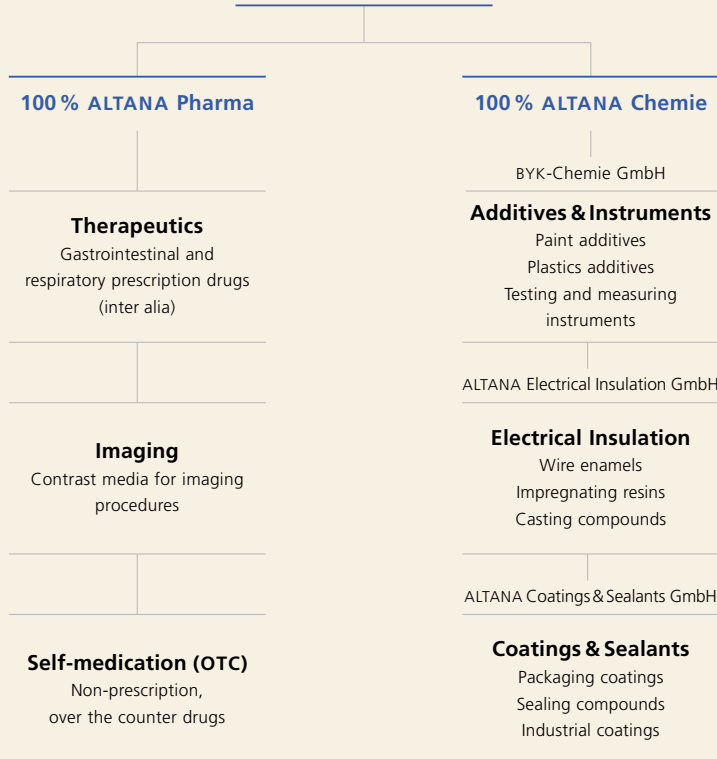 100 % ALTANA Pharma
Therapeutics
Gastrointestinal and
respiratory prescription drugs
(inter alia)
Imaging
Contrast media for imaging
procedures
Self-medication (OTC)
Non-prescription,
over the counter drugs
100 % ALTANA Chemie
BYK-Chemie GmbH
Additives & Instruments
Paint additives
Plastics additives
Testing and measuring
instruments
ALTANA Electrical Insulation GmbH
Electrical Insulation
Wire enamels
Impregnating resins
Casting compounds
ALTANA Coatings & Sealants GmbH
Coatings & Sealants
Packaging coatings
Sealing compounds
Industrial coatings